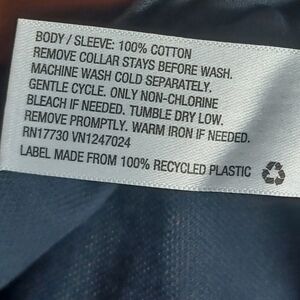 BODY / SLEEVE: 100% COTTON
REMOVE COLLAR STAYS BEFORE WASH.
MACHINE WASH COLD SEPARATELY.
GENTLE CYCLE. ONLY NON-CHLORINE
BLEACH IF NEEDED. TUMBLE DRY LOW.
REMOVE PROMPTLY. WARM IRON IF NEEDED.
RN17730 VN1247024
LABEL MADE FROM 100% RECYCLED PLASTIC